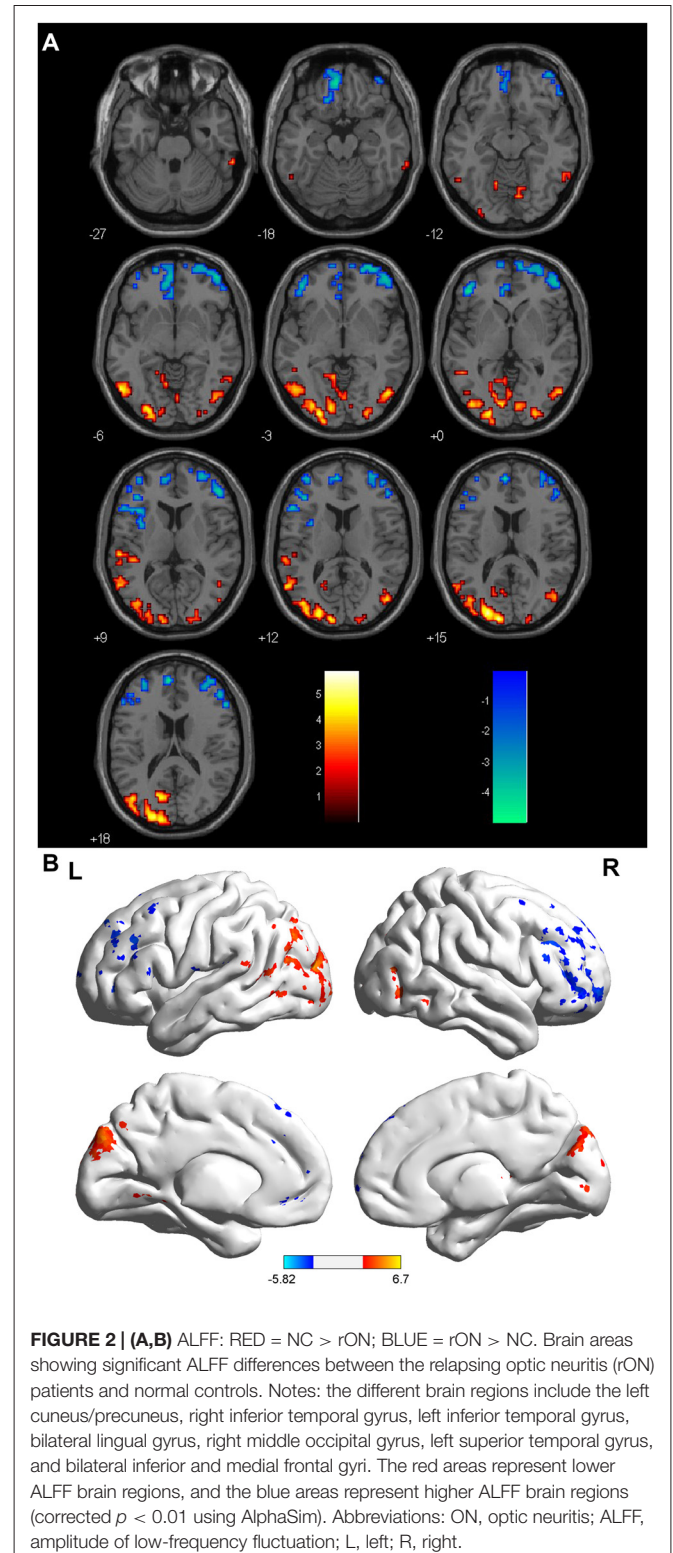 A
-27
-18
-12
-6
-3
+0
+9
+12
+15
+18
5
4
3
2
1
-1
-2
-3
-4
B L
R
-5.82
6.7
FIGURE 2 | (A,B) ALFF: RED = NC > rON; BLUE = rON > NC. Brain areas
showing significant ALFF differences between the relapsing optic neuritis (rON)
patients and normal controls. Notes: the different brain regions include the left
cuneus/precuneus, right inferior temporal gyrus, left inferior temporal gyrus,
bilateral lingual gyrus, right middle occipital gyrus, left superior temporal gyrus,
and bilateral inferior and medial frontal gyri. The red areas represent lower
ALFF brain regions, and the blue areas represent higher ALFF brain regions
(corrected p < 0.01 using AlphaSim). Abbreviations: ON, optic neuritis; ALFF,
amplitude of low-frequency fluctuation; L, left; R, right.